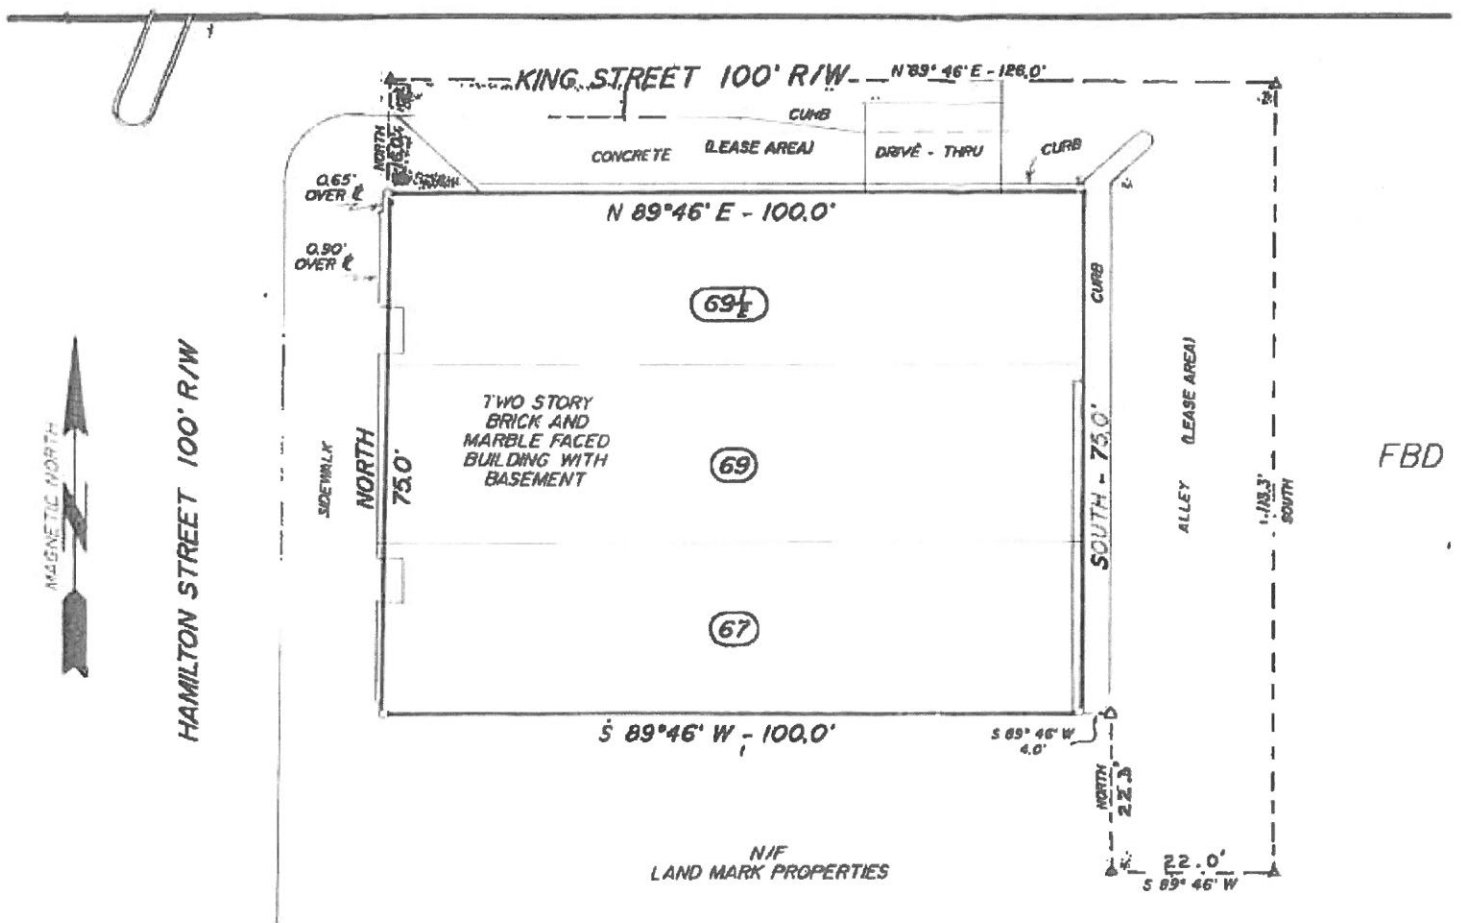 KING STREET 100' R/W
N 89° 46' E - 126.0'
CURB
CONCRETE
(LEASE AREA)
DRIVE - THRU
CURB
NORTH
0.65'
OVER ℄
N 89°46' E - 100.0'
0.90'
OVER ℄
69½
CURB
HAMILTON STREET 100' R/W
MAGNETIC NORTH
SIDEWALK
NORTH
75.0'
TWO STORY
BRICK AND
MARBLE FACED
BUILDING WITH
BASEMENT
69
SOUTH - 75.0'
ALLEY (LEASE AREA)
SOUTH
FBD
67
S 89°46' W - 100.0'
S 89° 46' W
4.0'
NORTH
22.3'
N/F
LAND MARK PROPERTIES
22.0'
S 89° 46' W